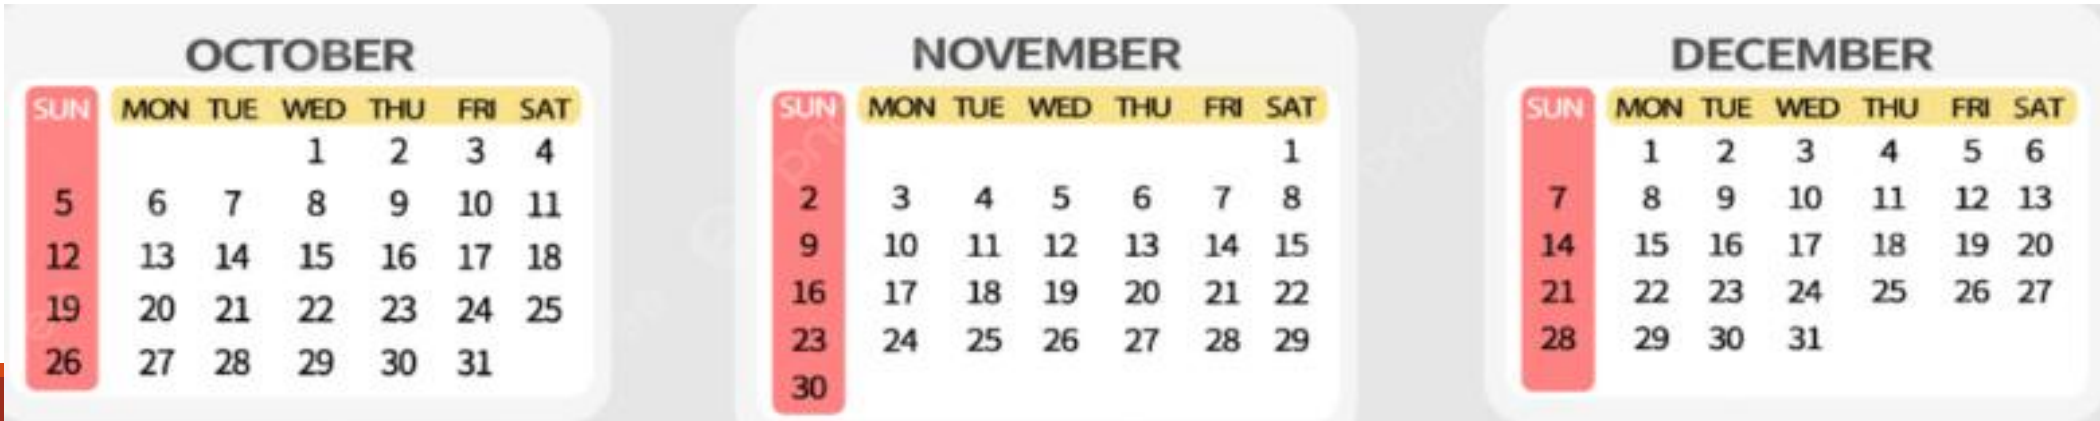 OCTOBER
SUN MON TUE WED THU FRI SAT
1 2 3 4
5 6 7 8 9 10 11
12 13 14 15 16 17 18
19 20 21 22 23 24 25
26 27 28 29 30 31
NOVEMBER
SUN MON TUE WED THU FRI SAT
1
2 3 4 5 6 7 8
9 10 11 12 13 14 15
16 17 18 19 20 21 22
23 24 25 26 27 28 29
30
DECEMBER
SUN MON TUE WED THU FRI SAT
1 2 3 4 5 6
7 8 9 10 11 12 13
14 15 16 17 18 19 20
21 22 23 24 25 26 27
28 29 30 31